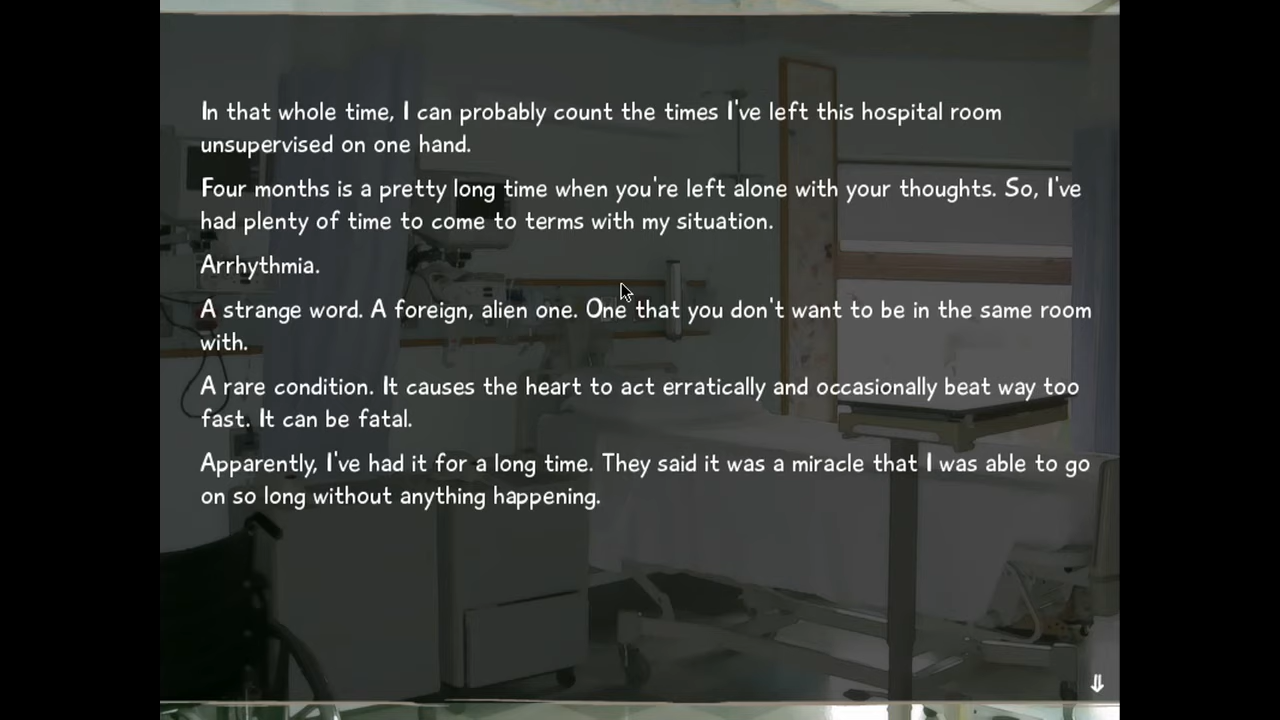 In that whole time, I can probably count the times I've left this hospital room
unsupervised on one hand.
Four months is a pretty long time when you're left alone with your thoughts. So, I've
had plenty of time to come to terms with my situation.
Arrhythmia.
A strange word. A foreign, alien one. One that you don't want to be in the same room
with.
A rare condition. It causes the heart to act erratically and occasionally beat way too
fast. It can be fatal.
Apparently, I've had it for a long time. They said it was a miracle that I was able to go
on so long without anything happening.